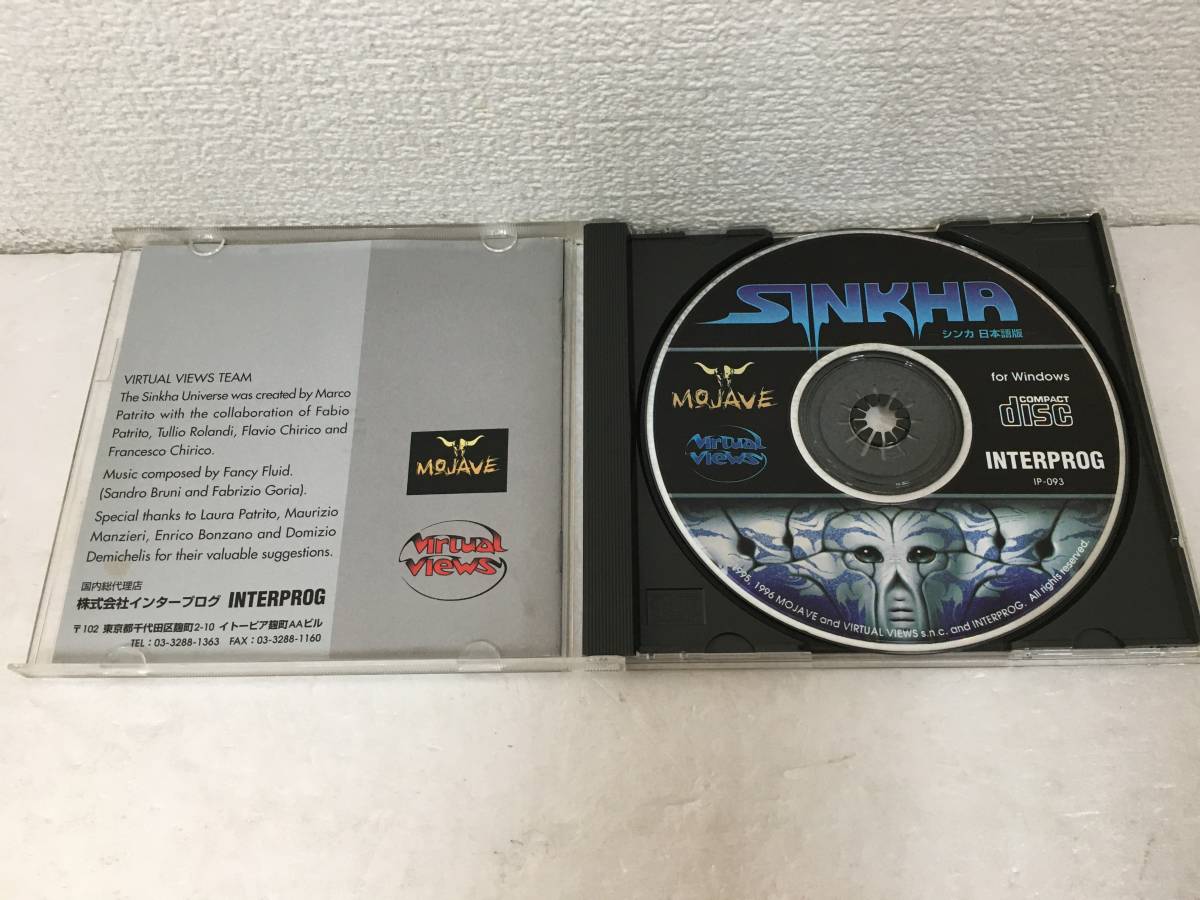 VIRTUAL VIEWS TEAM
The Sinkha Universe was created by Marco
Patrito with the collaboration of Fabio
Patrito, Tullio Rolandi, Flavio Chirico and
Francesco Chirico.
Music composed by Fancy Fluid.
(Sandro Bruni and Fabrizio Goria).
Special thanks to Laura Patrito, Maurizio
Manzieri, Enrico Bonzano and Domizio
Demichelis for their valuable suggestions.
国内総代理店
株式会社インタープログ INTERPROG
〒102 東京都千代田区麹町2-10 イトーピア麹町AAビル
TEL：03-3288-1363 FAX：03-3288-1160
MOJAVE
Virtual
Views
SINKHA
シンカ 日本語版
MOJAVE
Virtual
Views
for Windows
COMPACT
disc
INTERPROG
IP-093
995, 1996 MOJAVE and VIRTUAL VIEWS s.n.c. and INTERPROG. All rights reserved.